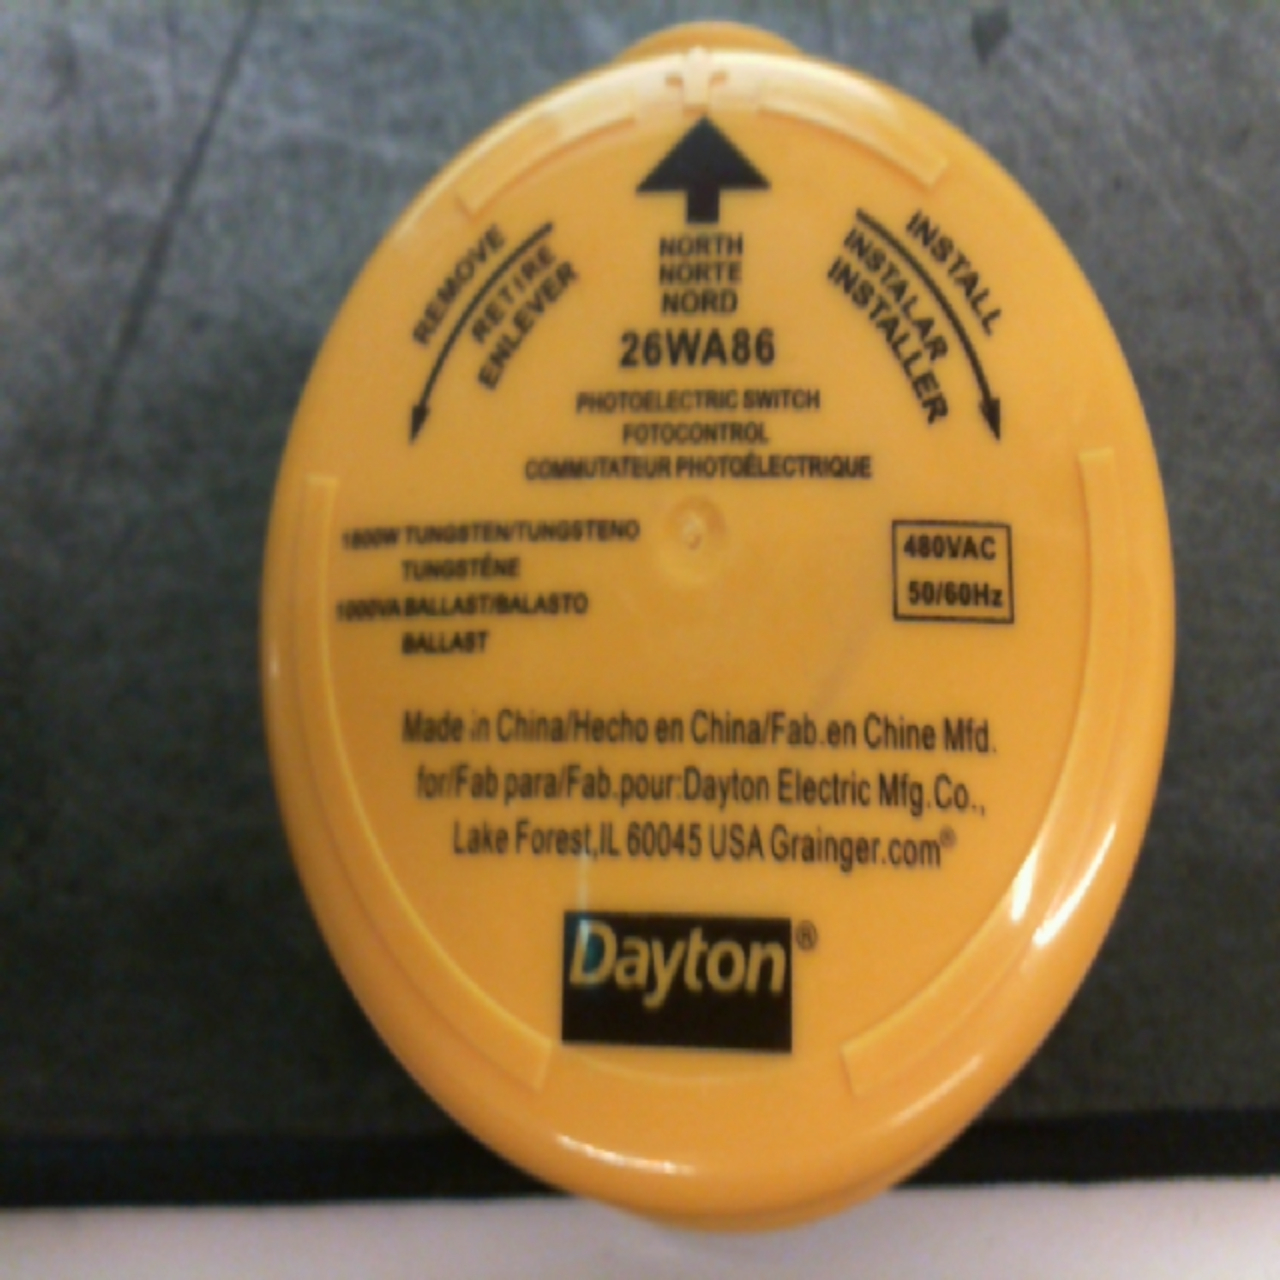 NORTH
NORTE
NORD
REMOVE
RETIRE
ENLEVER
INSTALL
INSTALAR
INSTALLER
26WA86
PHOTOELECTRIC SWITCH
FOTOCONTROL
COMMUTATEUR PHOTOÉLECTRIQUE
1800W TUNGSTEN/TUNGSTENO
TUNGSTÉNE
1000VA BALLAST/BALASTO
BALLAST
480VAC
50/60Hz
Made in China/Hecho en China/Fab.en Chine Mfd.
for/Fab para/Fab.pour:Dayton Electric Mfg.Co.,
Lake Forest,IL 60045 USA Grainger.com®
Dayton®